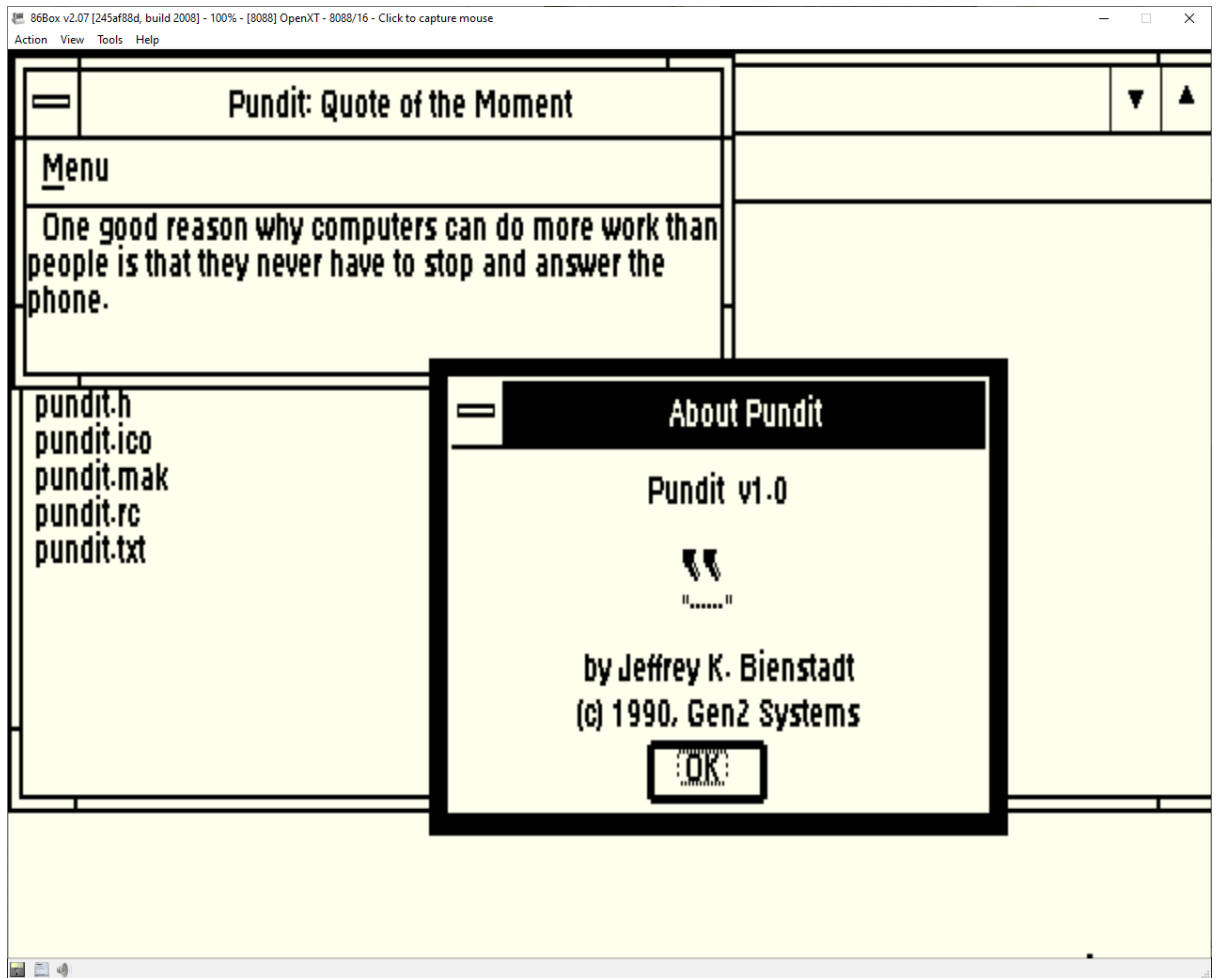 86Box v2.07 [245af88d, build 2008] - 100% - [8088] OpenXT - 8088/16 - Click to capture mouse
Action View Tools Help
Pundit: Quote of the Moment
Menu
One good reason why computers can do more work than
people is that they never have to stop and answer the
phone.
pundit.h
pundit.ico
pundit.mak
pundit.rc
pundit.txt
About Pundit
Pundit v1.0
"......"
by Jeffrey K. Bienstadt
(c) 1990, Gen2 Systems
OK